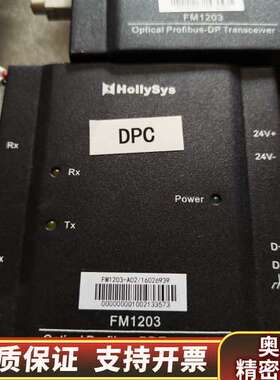 FM1203
Optical Profibus-DP Transceiver
HollySys
DPC
Rx
Rx
24V+
24V-
Power
Tx
FM1203-A02/16026939
0000000001002133573
FM1203
D-
奥
精密
质保证 支持开票